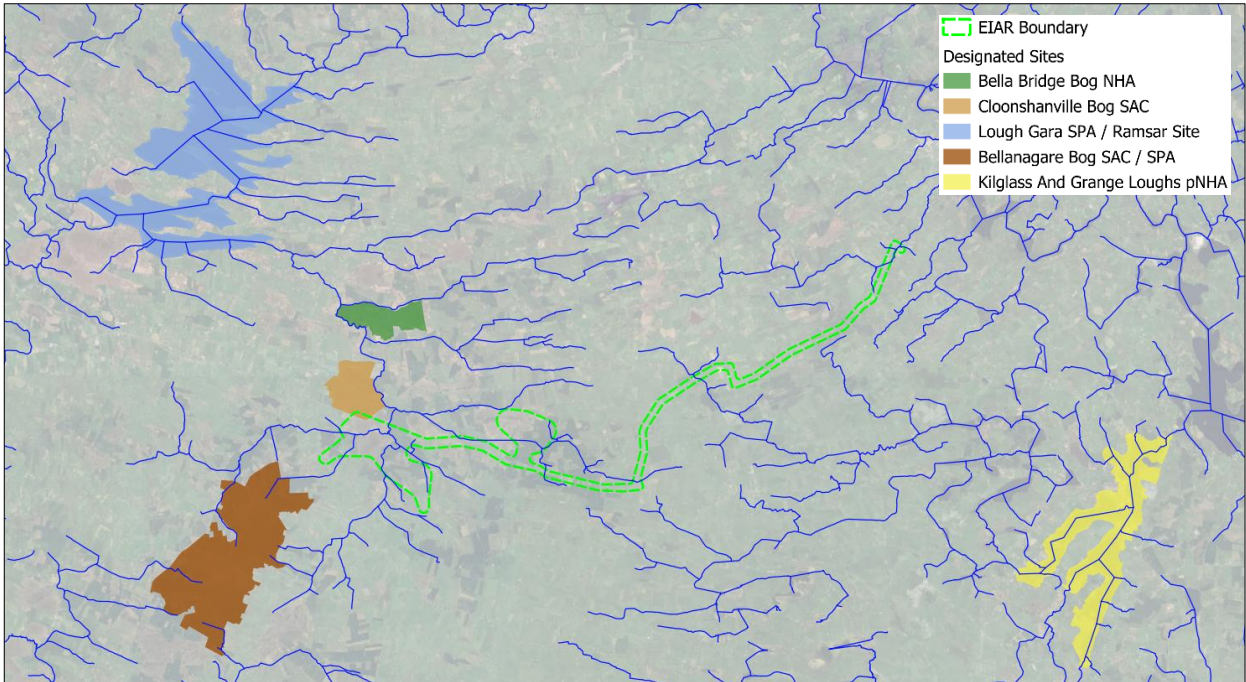 EIAR Boundary
Designated Sites
Bella Bridge Bog NHA
Cloonshanville Bog SAC
Lough Gara SPA / Ramsar Site
Bellanagare Bog SAC / SPA
Kilglass And Grange Loughs pNHA